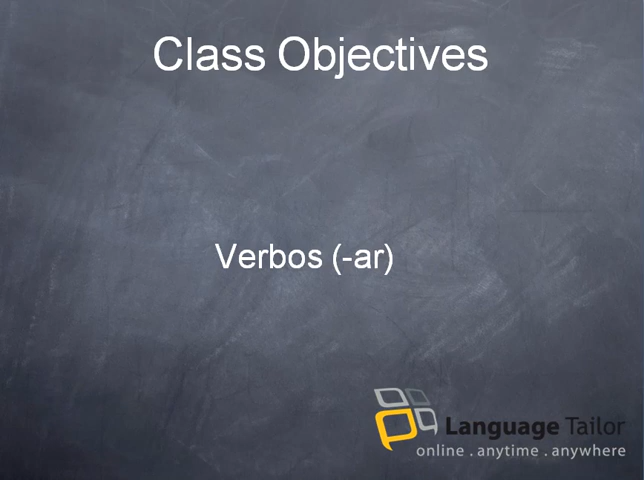 Class Objectives
Verbos (-ar)
Language Tailor
online . anytime . anywhere